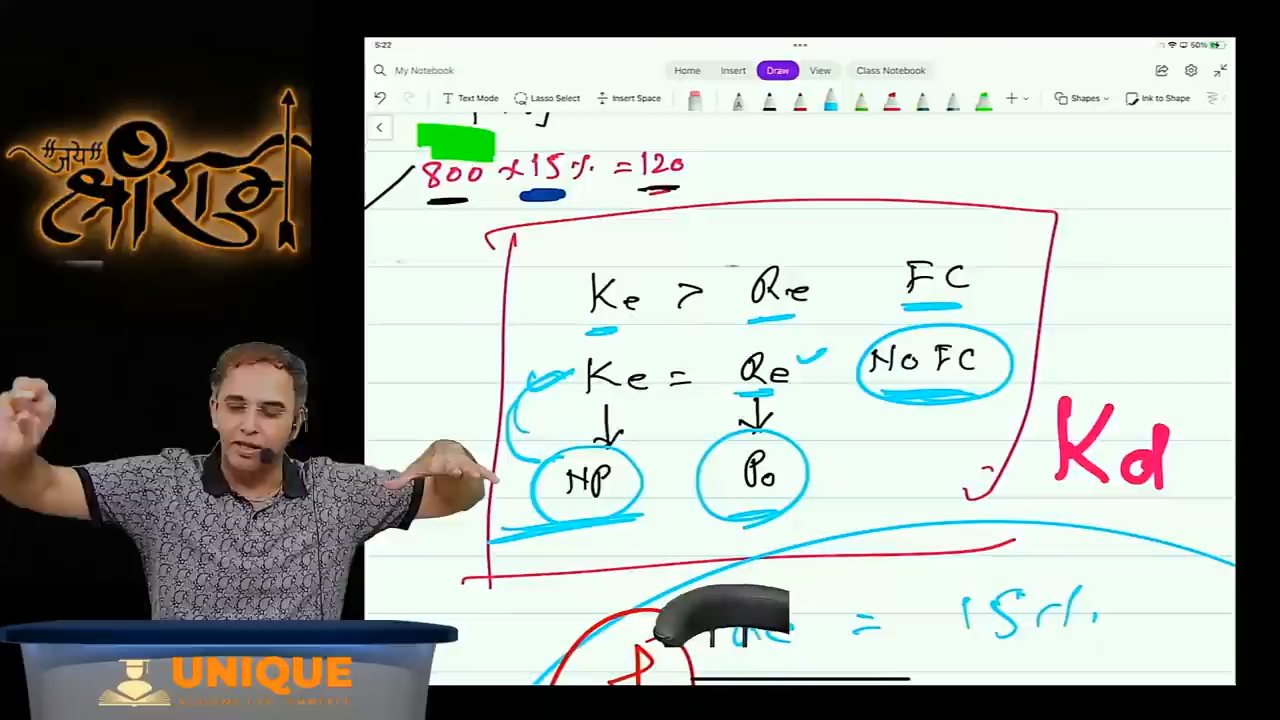 5:22
50%
My Notebook
Home Insert Draw View Class Notebook
Text Mode Lasso Select Insert Space Shapes Ink to Shape
800 × 15% = 120
Ke > Re FC
Ke = Re No FC
NP Po
Kd
= 15%
P
"जय"
श्रीराम
UNIQUE